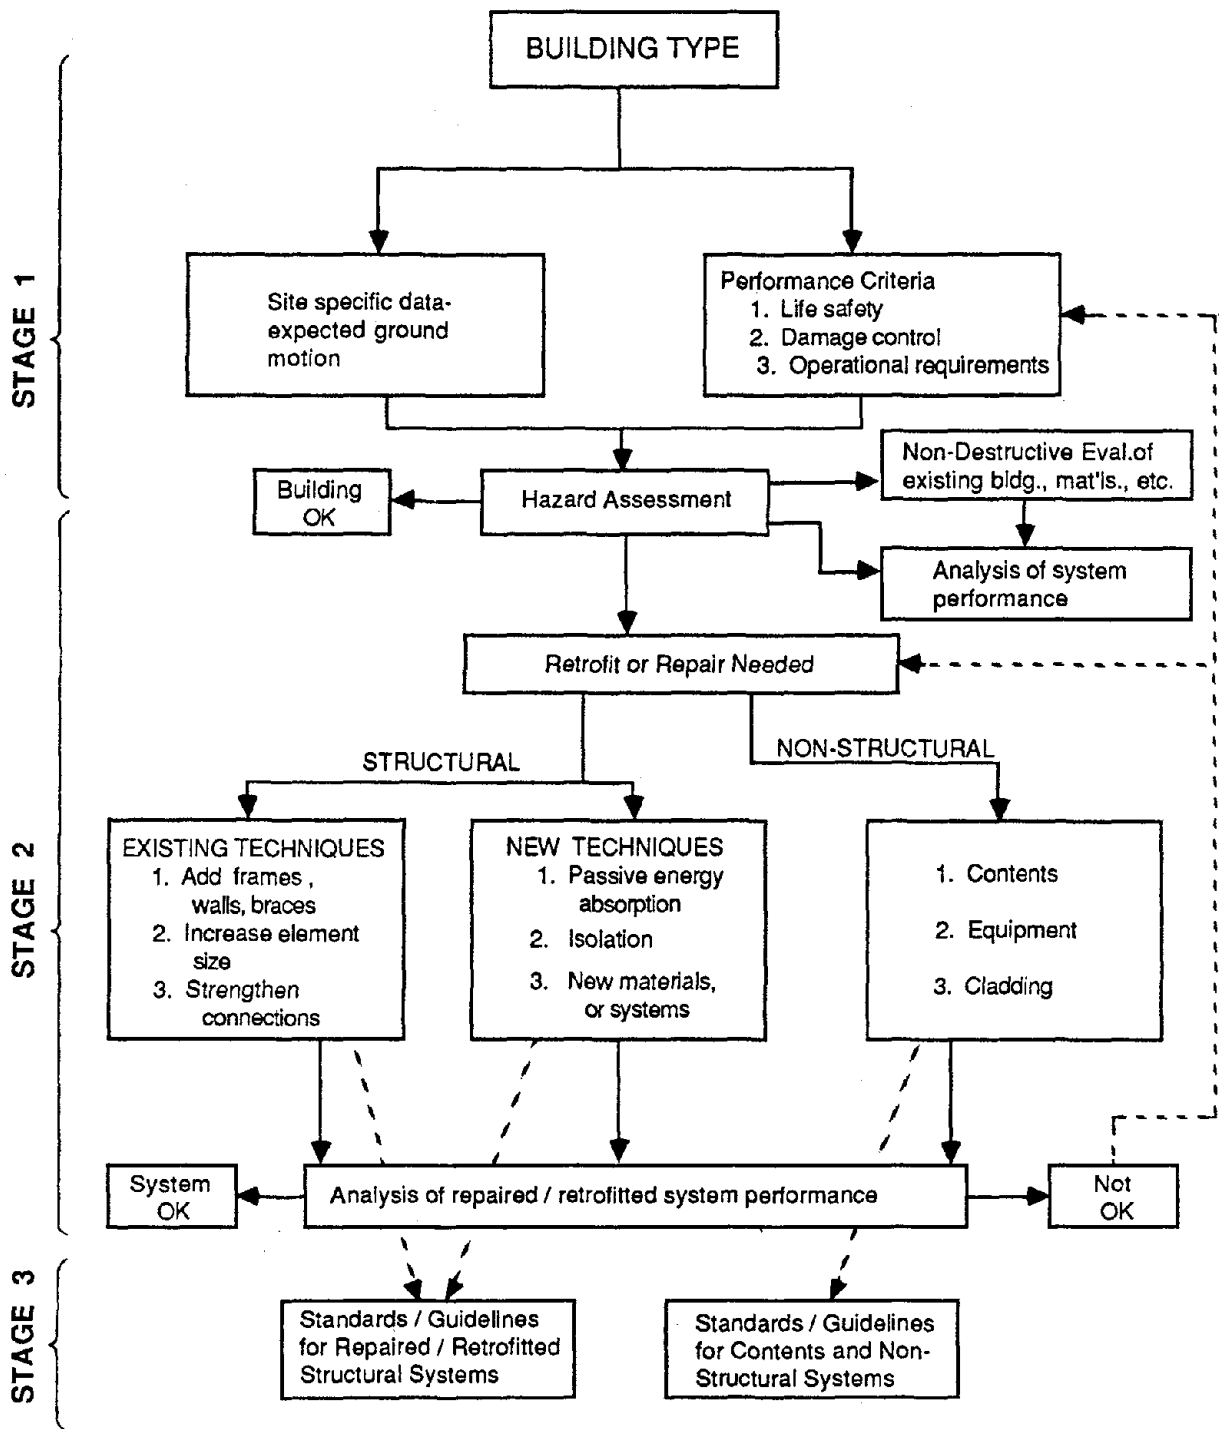 BUILDING TYPE
STAGE 1
Site specific data-
expected ground
motion
Performance Criteria
1. Life safety
2. Damage control
3. Operational requirements
Building
OK
Hazard Assessment
Non-Destructive Eval.of
existing bldg., mat'ls., etc.
Analysis of system
performance
Retrofit or Repair Needed
STRUCTURAL
NON-STRUCTURAL
STAGE 2
EXISTING TECHNIQUES
1. Add frames,
walls, braces
2. Increase element
size
3. Strengthen
connections
NEW TECHNIQUES
1. Passive energy
absorption
2. Isolation
3. New materials,
or systems
1. Contents
2. Equipment
3. Cladding
System
OK
Analysis of repaired / retrofitted system performance
Not
OK
STAGE 3
Standards / Guidelines
for Repaired / Retrofitted
Structural Systems
Standards / Guidelines
for Contents and Non-
Structural Systems